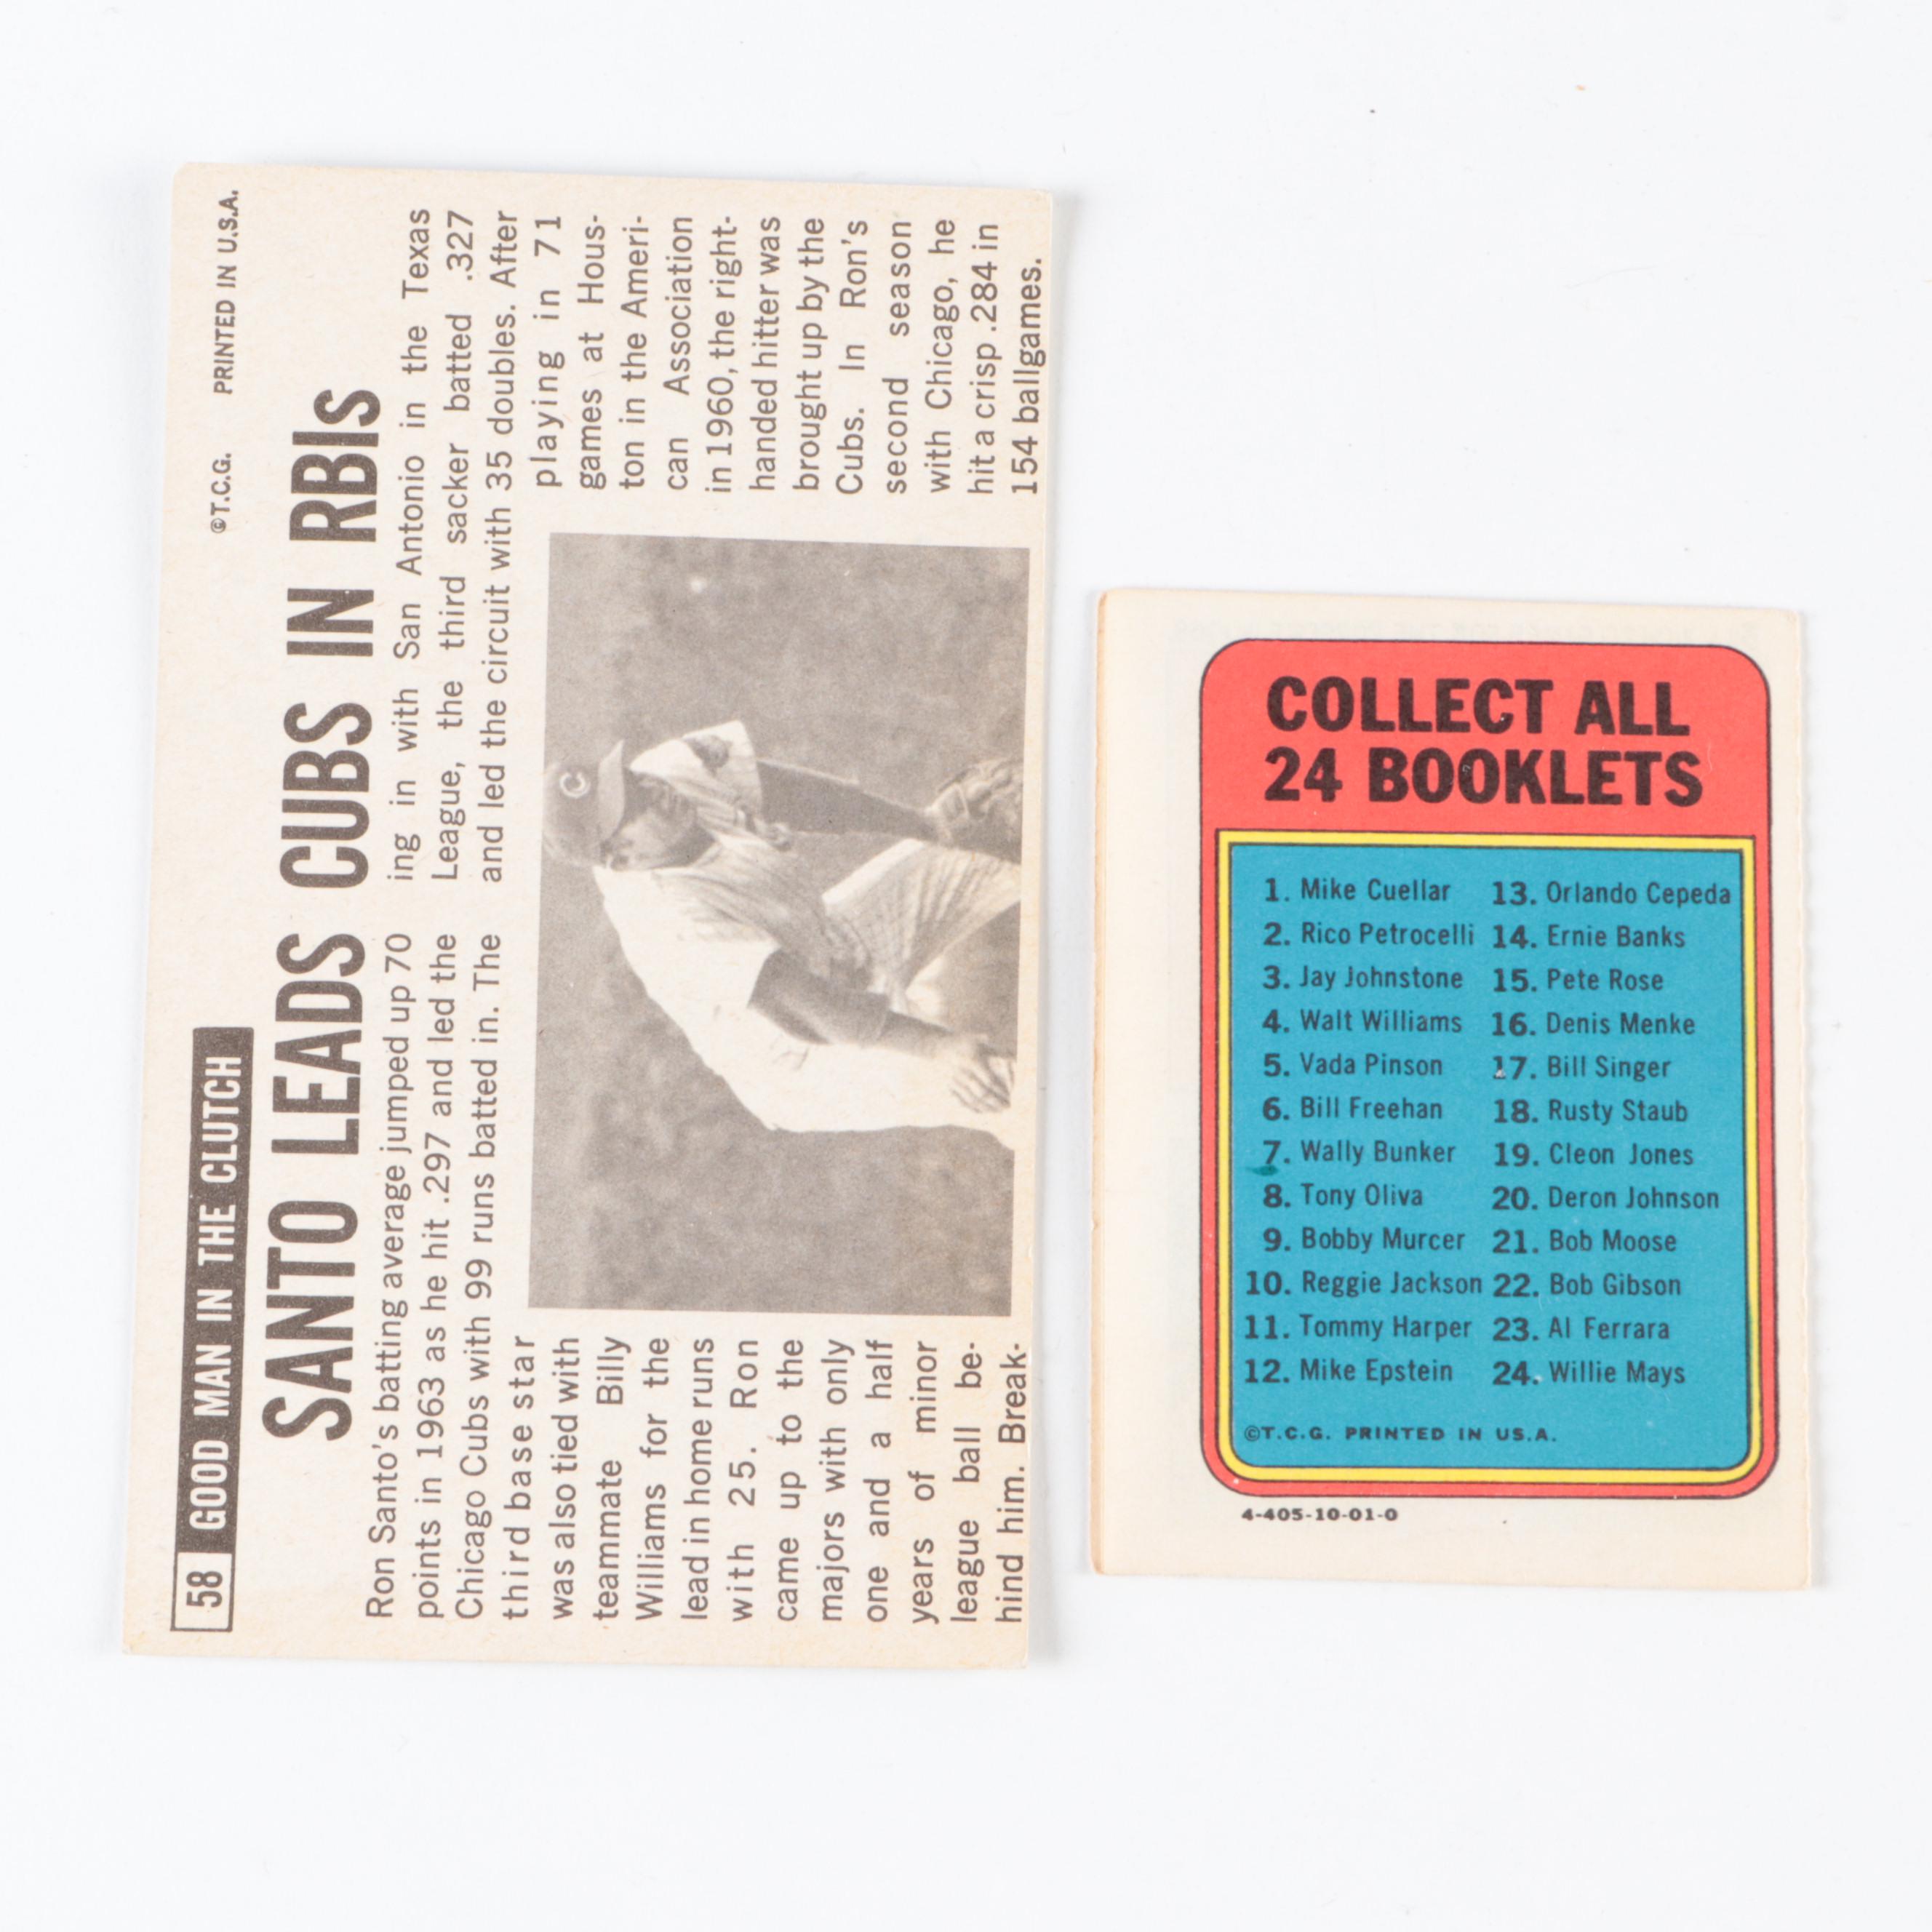 58 GOOD MAN IN THE CLUTCH ©T.C.G. PRINTED IN U.S.A.
SANTO LEADS CUBS IN RBIs
Ron Santo's batting average jumped up 70
points in 1963 as he hit .297 and led the
Chicago Cubs with 99 runs batted in. The
third base star
was also tied with
teammate Billy
Williams for the
lead in home runs
with 25. Ron
came up to the
majors with only
one and a half
years of minor
league ball be-
hind him. Break-
ing in with San Antonio in the Texas
League, the third sacker batted .327
and led the circuit with 35 doubles. After
playing in 71
games at Hous-
ton in the Ameri-
can Association
in 1960, the right-
handed hitter was
brought up by the
Cubs. In Ron's
second season
with Chicago, he
hit a crisp .284 in
154 ballgames.
C
COLLECT ALL
24 BOOKLETS
1. Mike Cuellar
2. Rico Petrocelli
3. Jay Johnstone
4. Walt Williams
5. Vada Pinson
6. Bill Freehan
7. Wally Bunker
8. Tony Oliva
9. Bobby Murcer
10. Reggie Jackson
11. Tommy Harper
12. Mike Epstein
13. Orlando Cepeda
14. Ernie Banks
15. Pete Rose
16. Denis Menke
17. Bill Singer
18. Rusty Staub
19. Cleon Jones
20. Deron Johnson
21. Bob Moose
22. Bob Gibson
23. Al Ferrara
24. Willie Mays
©T.C.G. PRINTED IN U.S.A.
4-405-10-01-0